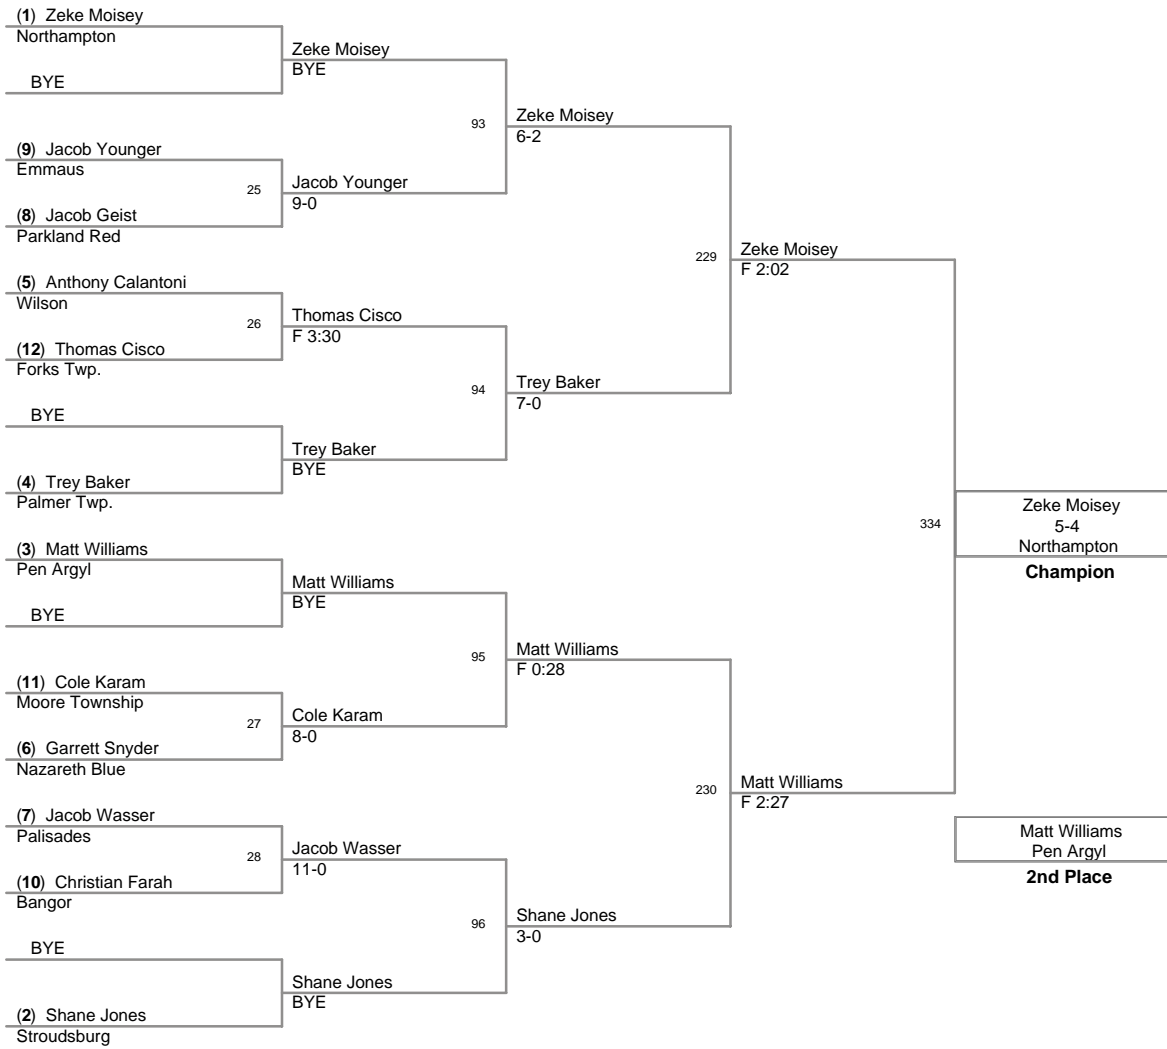 (1) Zeke Moisey
Northampton
BYE
(9) Jacob Younger
Emmaus
25
(8) Jacob Geist
Parkland Red
(5) Anthony Calantoni
Wilson
26
(12) Thomas Cisco
Forks Twp.
BYE
(4) Trey Baker
Palmer Twp.
(3) Matt Williams
Pen Argyl
BYE
(11) Cole Karam
Moore Township
27
(6) Garrett Snyder
Nazareth Blue
(7) Jacob Wasser
Palisades
28
(10) Christian Farah
Bangor
BYE
(2) Shane Jones
Stroudsburg
Zeke Moisey
BYE
93
Jacob Younger
9-0
Thomas Cisco
F 3:30
94
Trey Baker
BYE
Matt Williams
BYE
95
Cole Karam
8-0
Jacob Wasser
11-0
96
Shane Jones
BYE
Zeke Moisey
6-2
229
Trey Baker
7-0
Matt Williams
F 0:28
230
Shane Jones
3-0
Zeke Moisey
F 2:02
334
Matt Williams
F 2:27
Zeke Moisey
5-4
Northampton
Champion
Matt Williams
Pen Argyl
2nd Place